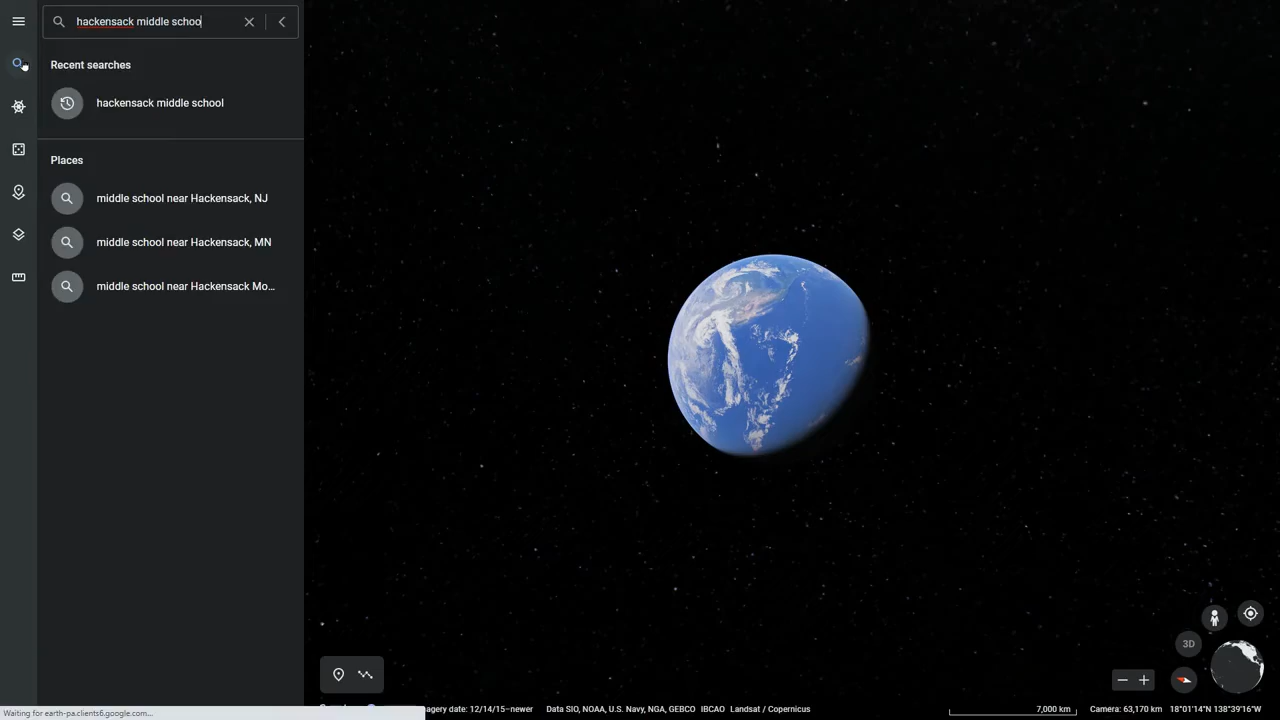 hackensack middle schoo
Recent searches
hackensack middle school
Places
middle school near Hackensack, NJ
middle school near Hackensack, MN
middle school near Hackensack Mo...
3D
Waiting for earth-pa.clients6.google.com...
agery date: 12/14/15–newer Data SIO, NOAA, U.S. Navy, NGA, GEBCO IBCAO Landsat / Copernicus 7,000 km Camera: 63,170 km 18°01'14"N 138°39'16"W